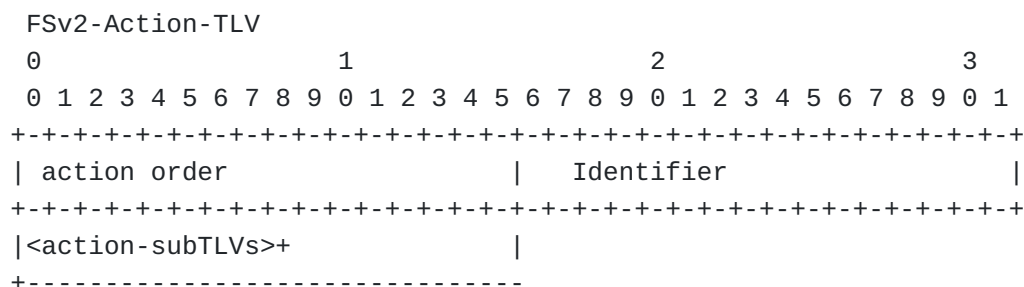 FSv2-Action-TLV
0                   1                   2                   3
0 1 2 3 4 5 6 7 8 9 0 1 2 3 4 5 6 7 8 9 0 1 2 3 4 5 6 7 8 9 0 1
+-+-+-+-+-+-+-+-+-+-+-+-+-+-+-+-+-+-+-+-+-+-+-+-+-+-+-+-+-+-+-+-+
| action order                  |   Identifier                  |
+-+-+-+-+-+-+-+-+-+-+-+-+-+-+-+-+-+-+-+-+-+-+-+-+-+-+-+-+-+-+-+-+
|<action-subTLVs>+              |
+--------------------------------